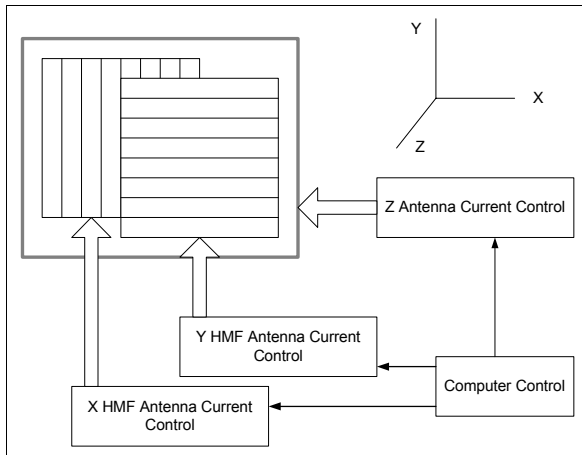 Y
X
Z
Z Antenna Current Control
Y HMF Antenna Current
Control
Computer Control
X HMF Antenna Current
Control